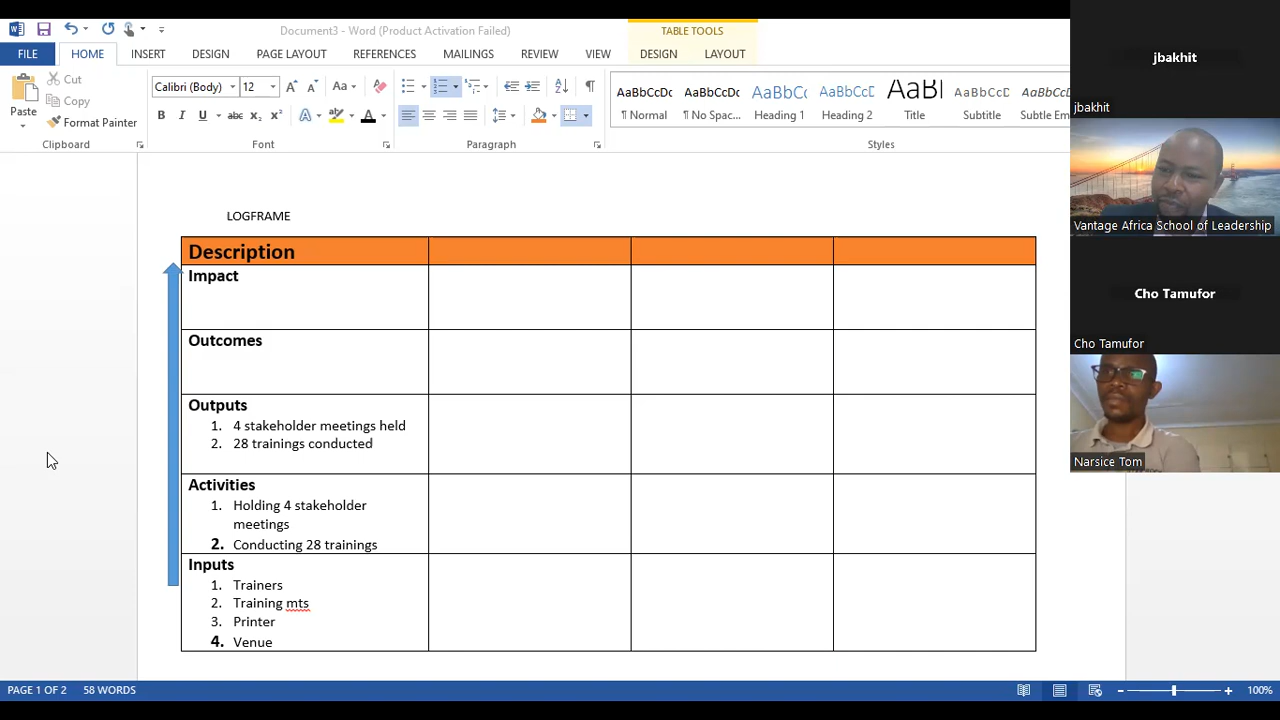 Document3 - Word (Product Activation Failed)
TABLE TOOLS
FILE HOME INSERT DESIGN PAGE LAYOUT REFERENCES MAILINGS REVIEW VIEW DESIGN LAYOUT
Paste
Cut
Copy
Format Painter
Calibri (Body) 12
Aa
B I U abc x₂ x² A A
AaBbCcDc AaBbCcDc AaBbCc AaBbCcD AaBl AaBbCcD AaBbCcD
¶ Normal ¶ No Spac... Heading 1 Heading 2 Title Subtitle Subtle Em
Clipboard Font Paragraph Styles
LOGFRAME
Description
Impact
Outcomes
Outputs
1. 4 stakeholder meetings held
2. 28 trainings conducted
Activities
1. Holding 4 stakeholder
meetings
2. Conducting 28 trainings
Inputs
1. Trainers
2. Training mts
3. Printer
4. Venue
jbakhit
jbakhit
Vantage Africa School of Leadership
Cho Tamufor
Cho Tamufor
Narsice Tom
PAGE 1 OF 2 58 WORDS
100%